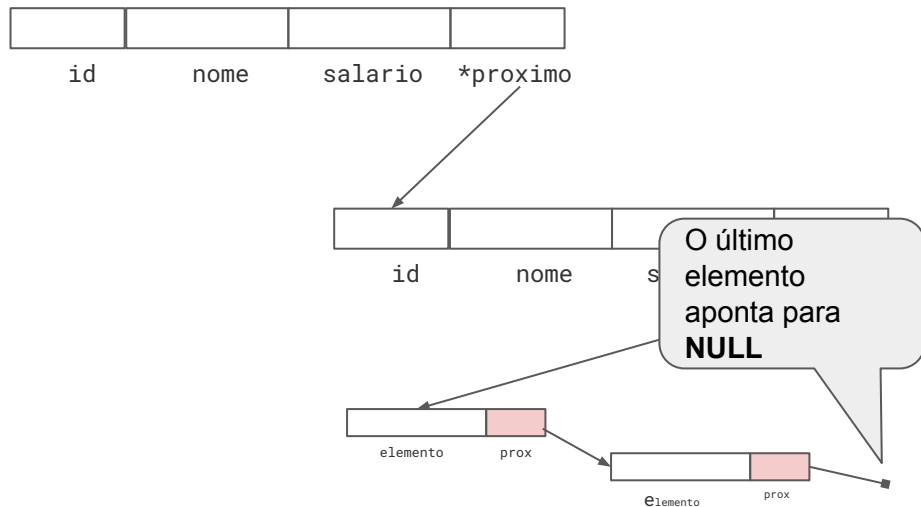 id nome salario *proximo
id nome s
O último
elemento
aponta para
NULL
elemento prox
elemento prox